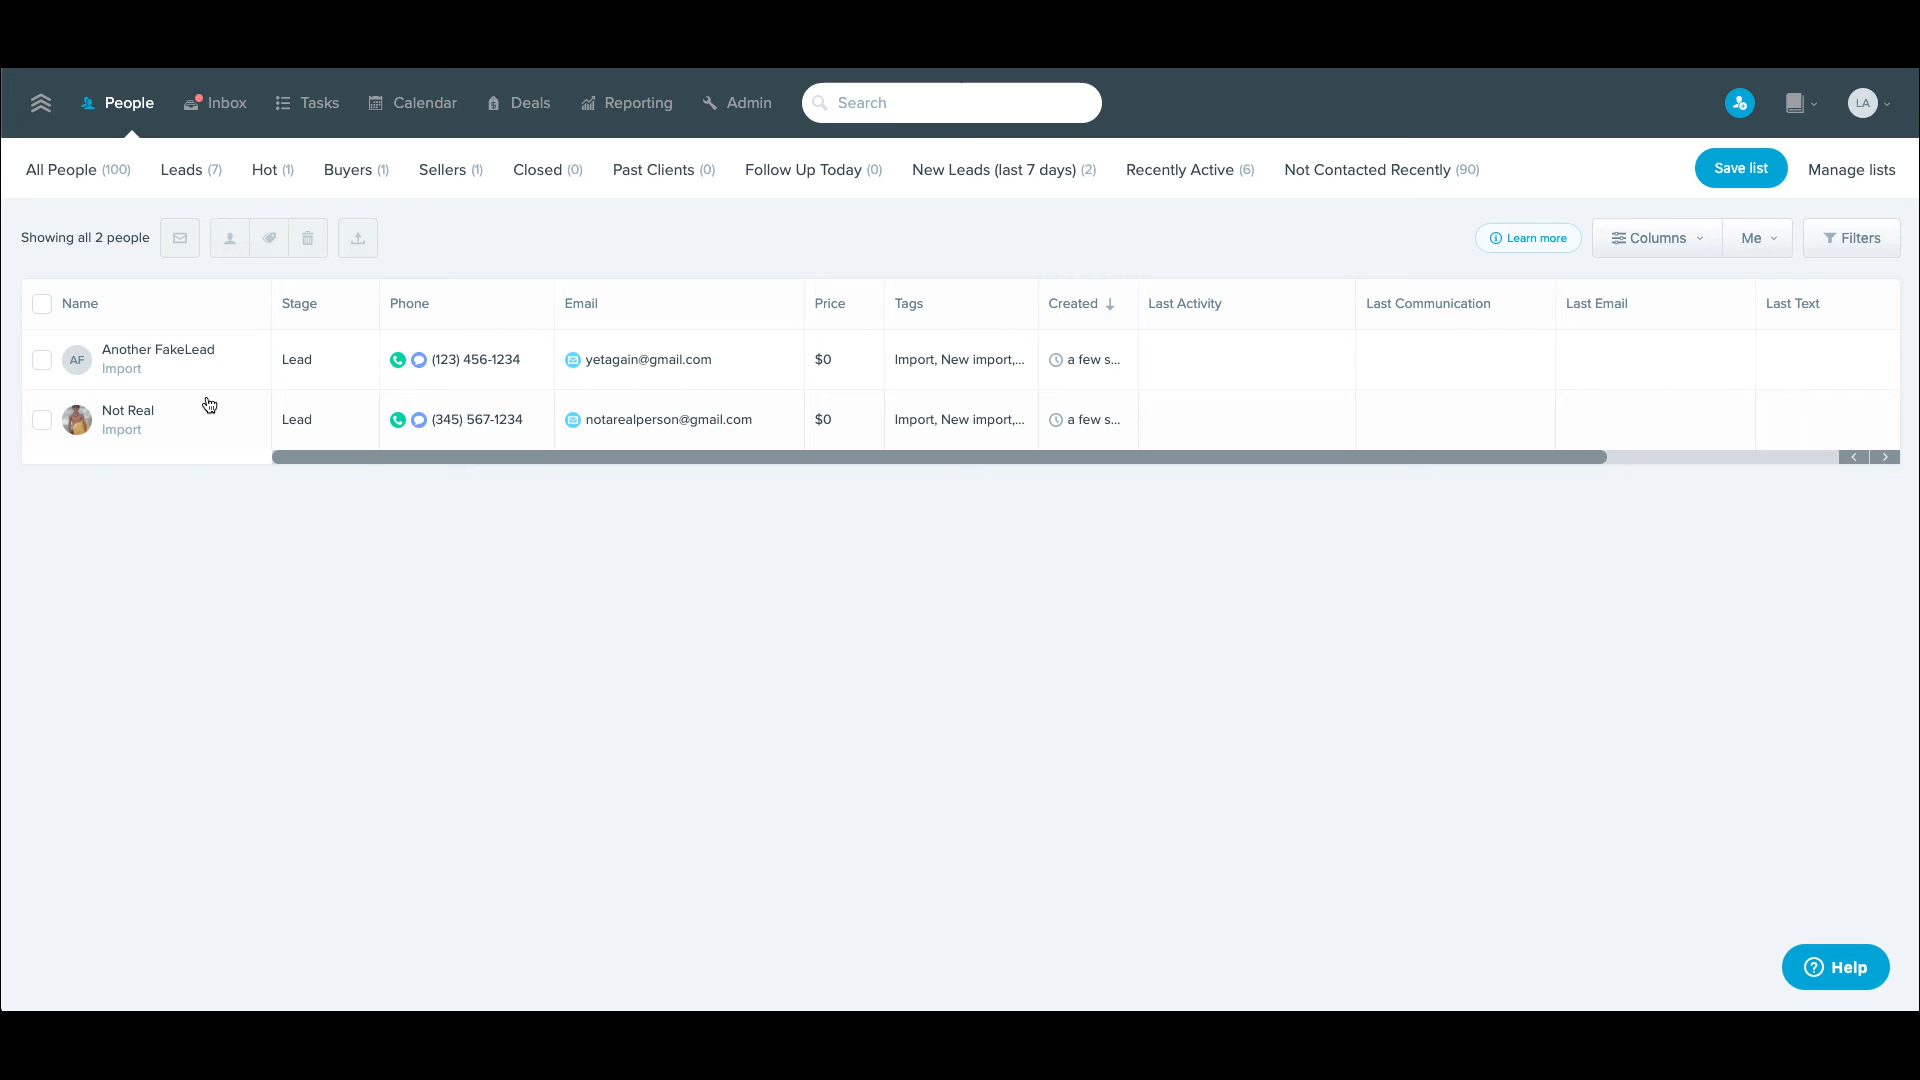 People Inbox Tasks Calendar Deals Reporting Admin Search LA
All People (100) Leads (7) Hot (1) Buyers (1) Sellers (1) Closed (0) Past Clients (0) Follow Up Today (0) New Leads (last 7 days) (2) Recently Active (6) Not Contacted Recently (90) Save list Manage lists
Showing all 2 people Learn more Columns Me Filters
Name Stage Phone Email Price Tags Created Last Activity Last Communication Last Email Last Text
AF Another FakeLead Lead (123) 456-1234 yetagain@gmail.com $0 Import, New import,... a few s...
Import
Not Real Lead (345) 567-1234 notarealperson@gmail.com $0 Import, New import,... a few s...
Import
Help